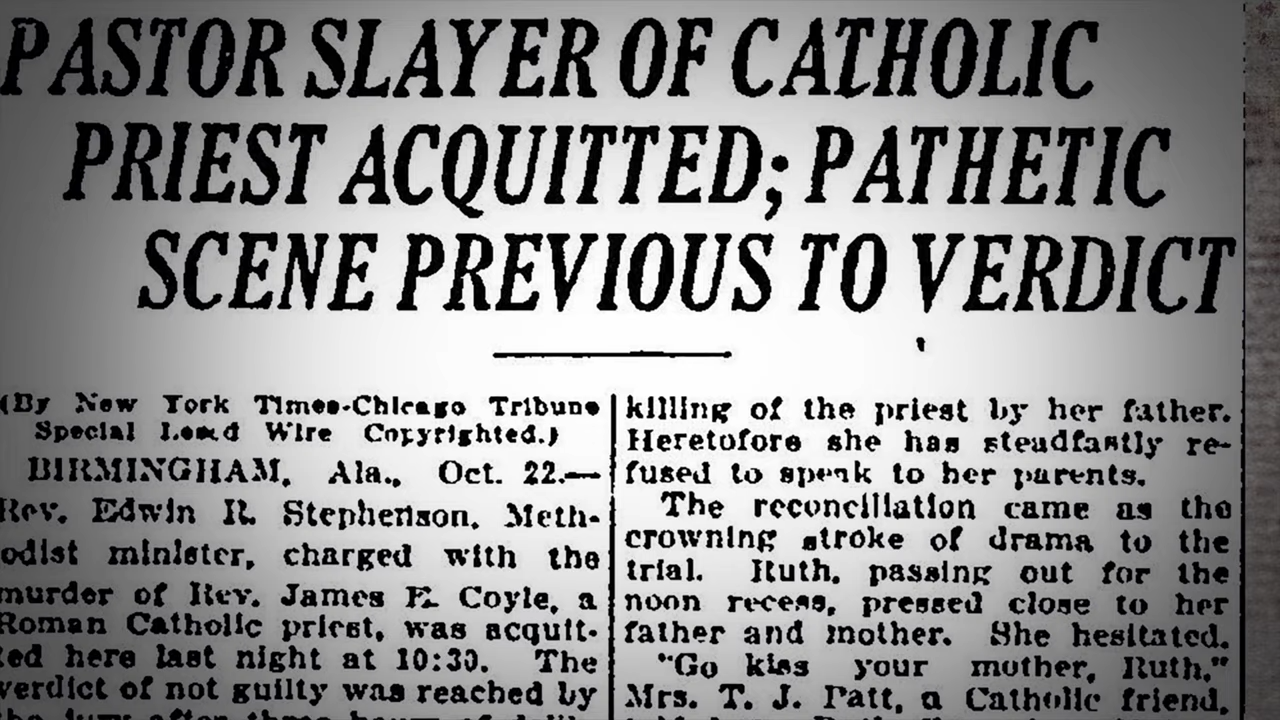 PASTOR SLAYER OF CATHOLIC
PRIEST ACQUITTED; PATHETIC
SCENE PREVIOUS TO VERDICT
(By New York Times-Chicago Tribune
Special Leased Wire Copyrighted.)
BIRMINGHAM, Ala., Oct. 22.—
Rev. Edwin R. Stephenson, Meth-
odist minister, charged with the
murder of Rev. James E. Coyle, a
Roman Catholic priest, was acquit-
ted here last night at 10:30. The
verdict of not guilty was reached by
the jury after three hours of
killing of the priest by her father.
Heretofore she has steadfastly re-
fused to speak to her parents.
The reconciliation came as the
crowning stroke of drama to the
trial. Ruth, passing out for the
noon recess, pressed close to her
father and mother. She hesitated.
"Go kiss your mother, Ruth,"
Mrs. T. J. Patt, a Catholic friend,